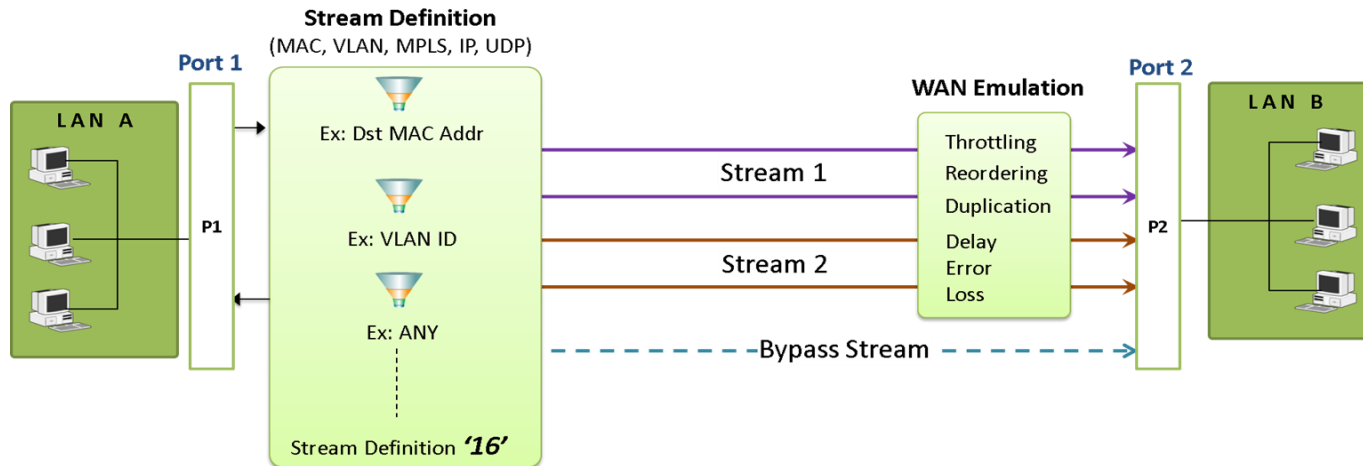 Stream Definition
(MAC, VLAN, MPLS, IP, UDP)
Port 1
LAN A
P1
Ex: Dst MAC Addr
Ex: VLAN ID
Ex: ANY
Stream Definition ‘16’
Stream 1
Stream 2
Bypass Stream
WAN Emulation
Throttling
Reordering
Duplication
Delay
Error
Loss
Port 2
P2
LAN B